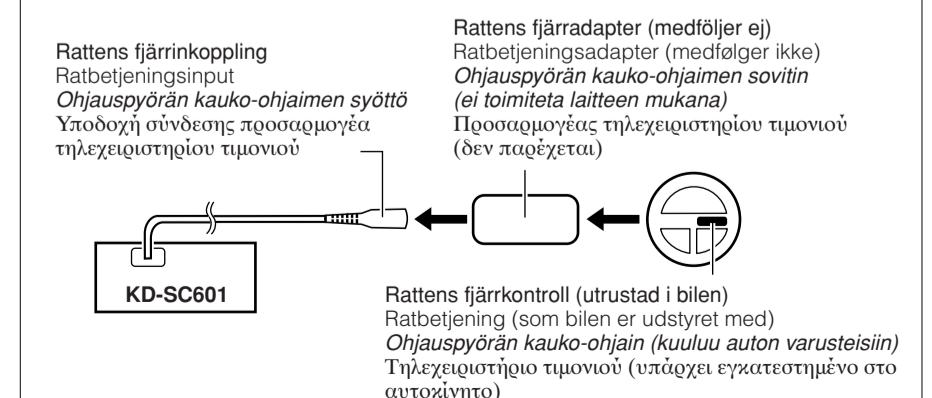 Rattens fjärrinkoppling
Ratbetjeningsinput
Ohjauspyörän kauko-ohjaimen syöttö
Υποδοχή σύνδεσης προσαρμογέα
τηλεχειριστηρίου τιμονιού
Rattens fjärradapter (medföljer ej)
Ratbetjeningsadapter (medfølger ikke)
Ohjauspyörän kauko-ohjaimen sovitin
(ei toimiteta laitteen mukana)
Προσαρμογέας τηλεχειριστηρίου τιμονιού
(δεν παρέχεται)
KD-SC601
Rattens fjärrkontroll (utrustad i bilen)
Ratbetjening (som bilen er udstyret med)
Ohjauspyörän kauko-ohjain (kuuluu auton varusteisiin)
Τηλεχειριστήριο τιμονιού (υπάρχει εγκατεστημένο στο
αυτοκίνητο)